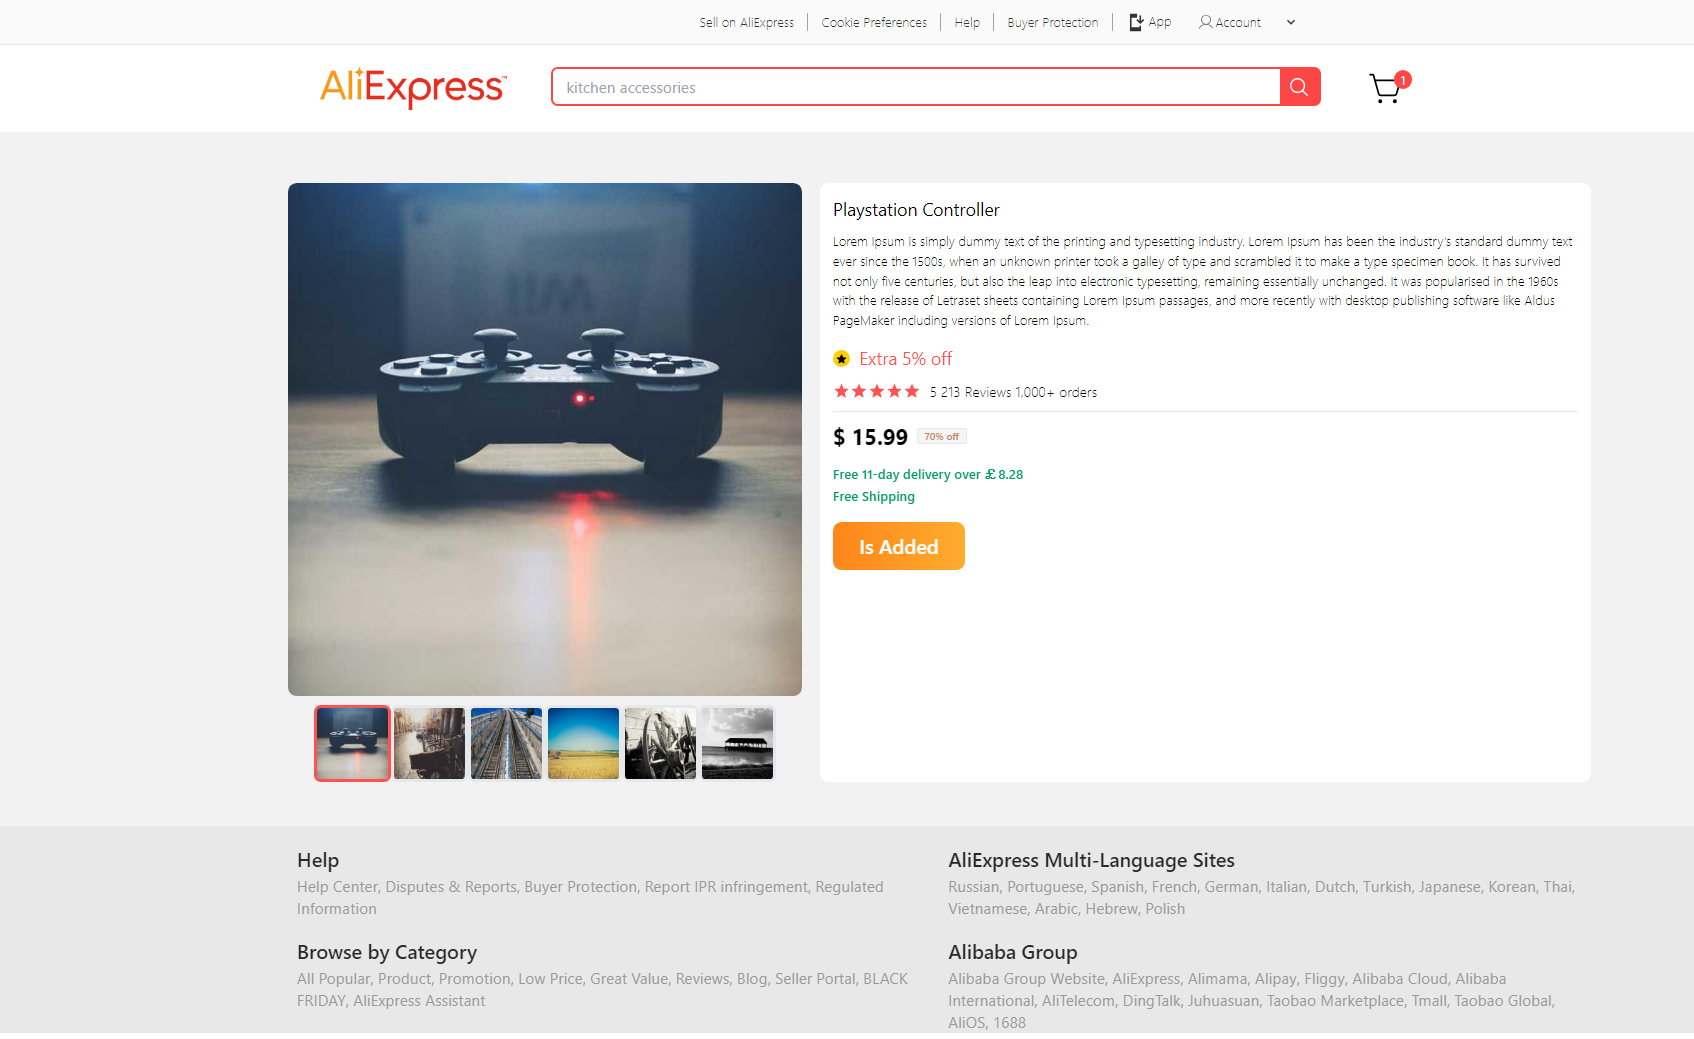 Sell on AliExpress
Cookie Preferences
Help
Buyer Protection
App
Account
AliExpress™
kitchen accessories
1
SONY
Playstation Controller
Lorem Ipsum is simply dummy text of the printing and typesetting industry. Lorem Ipsum has been the industry's standard dummy text
ever since the 1500s, when an unknown printer took a galley of type and scrambled it to make a type specimen book. It has survived
not only five centuries, but also the leap into electronic typesetting, remaining essentially unchanged. It was popularised in the 1960s
with the release of Letraset sheets containing Lorem Ipsum passages, and more recently with desktop publishing software like Aldus
PageMaker including versions of Lorem Ipsum.
Extra 5% off
5 213 Reviews 1,000+ orders
$ 15.99 70% off
Free 11-day delivery over ₤8.28
Free Shipping
Is Added
Help
Help Center, Disputes & Reports, Buyer Protection, Report IPR infringement, Regulated
Information
AliExpress Multi-Language Sites
Russian, Portuguese, Spanish, French, German, Italian, Dutch, Turkish, Japanese, Korean, Thai,
Vietnamese, Arabic, Hebrew, Polish
Browse by Category
All Popular, Product, Promotion, Low Price, Great Value, Reviews, Blog, Seller Portal, BLACK
FRIDAY, AliExpress Assistant
Alibaba Group
Alibaba Group Website, AliExpress, Alimama, Alipay, Fliggy, Alibaba Cloud, Alibaba
International, AliTelecom, DingTalk, Juhuasuan, Taobao Marketplace, Tmall, Taobao Global,
AliOS, 1688